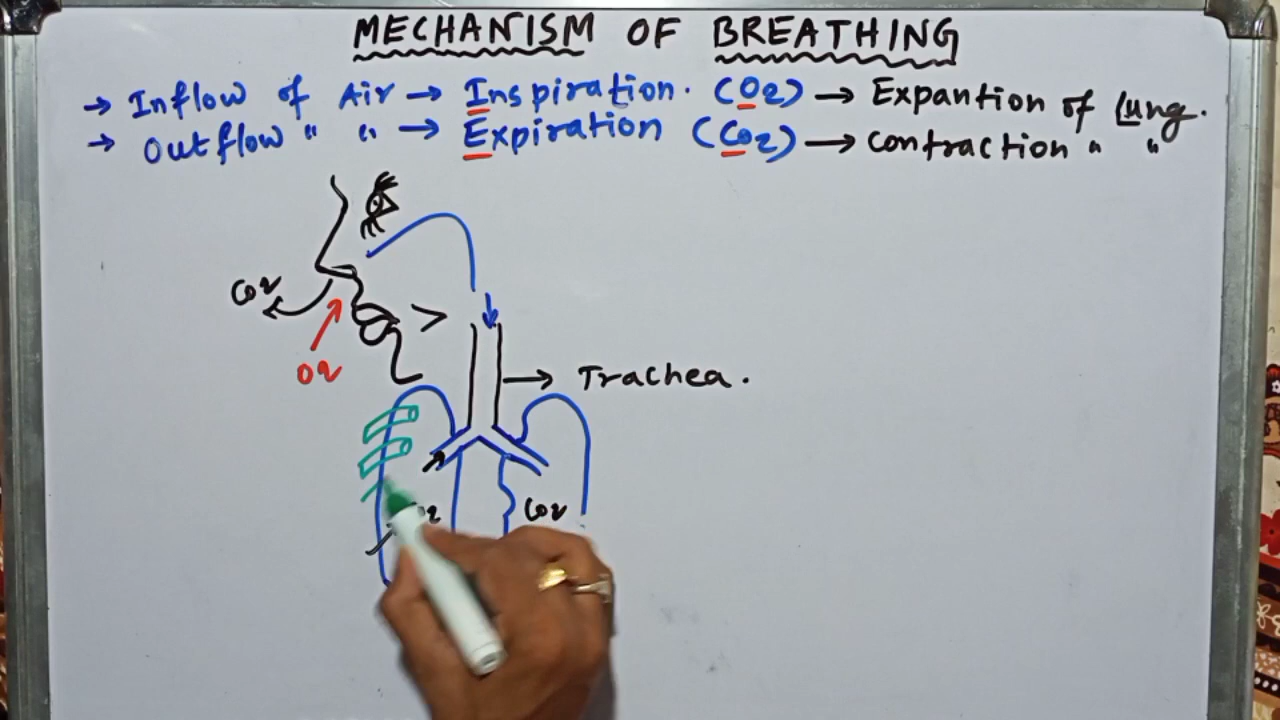 MECHANISM OF BREATHING
→ Inflow of Air → Inspiration. (O2) → Expantion of Lung.
→ Outflow " " → Expiration (CO2) → Contraction " "
CO2
O2
→ Trachea.
CO2